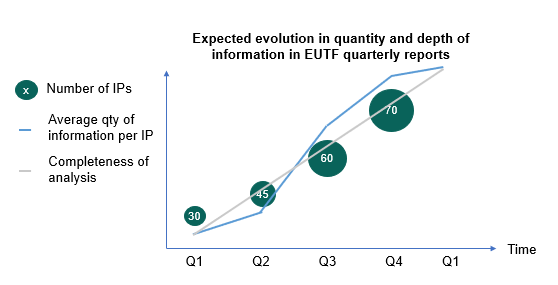 Expected evolution in quantity and depth of
information in EUTF quarterly reports
x Number of IPs
Average qty of
information per IP
Completeness of
analysis
70
60
45
30
Time
Q1 Q2 Q3 Q4 Q1